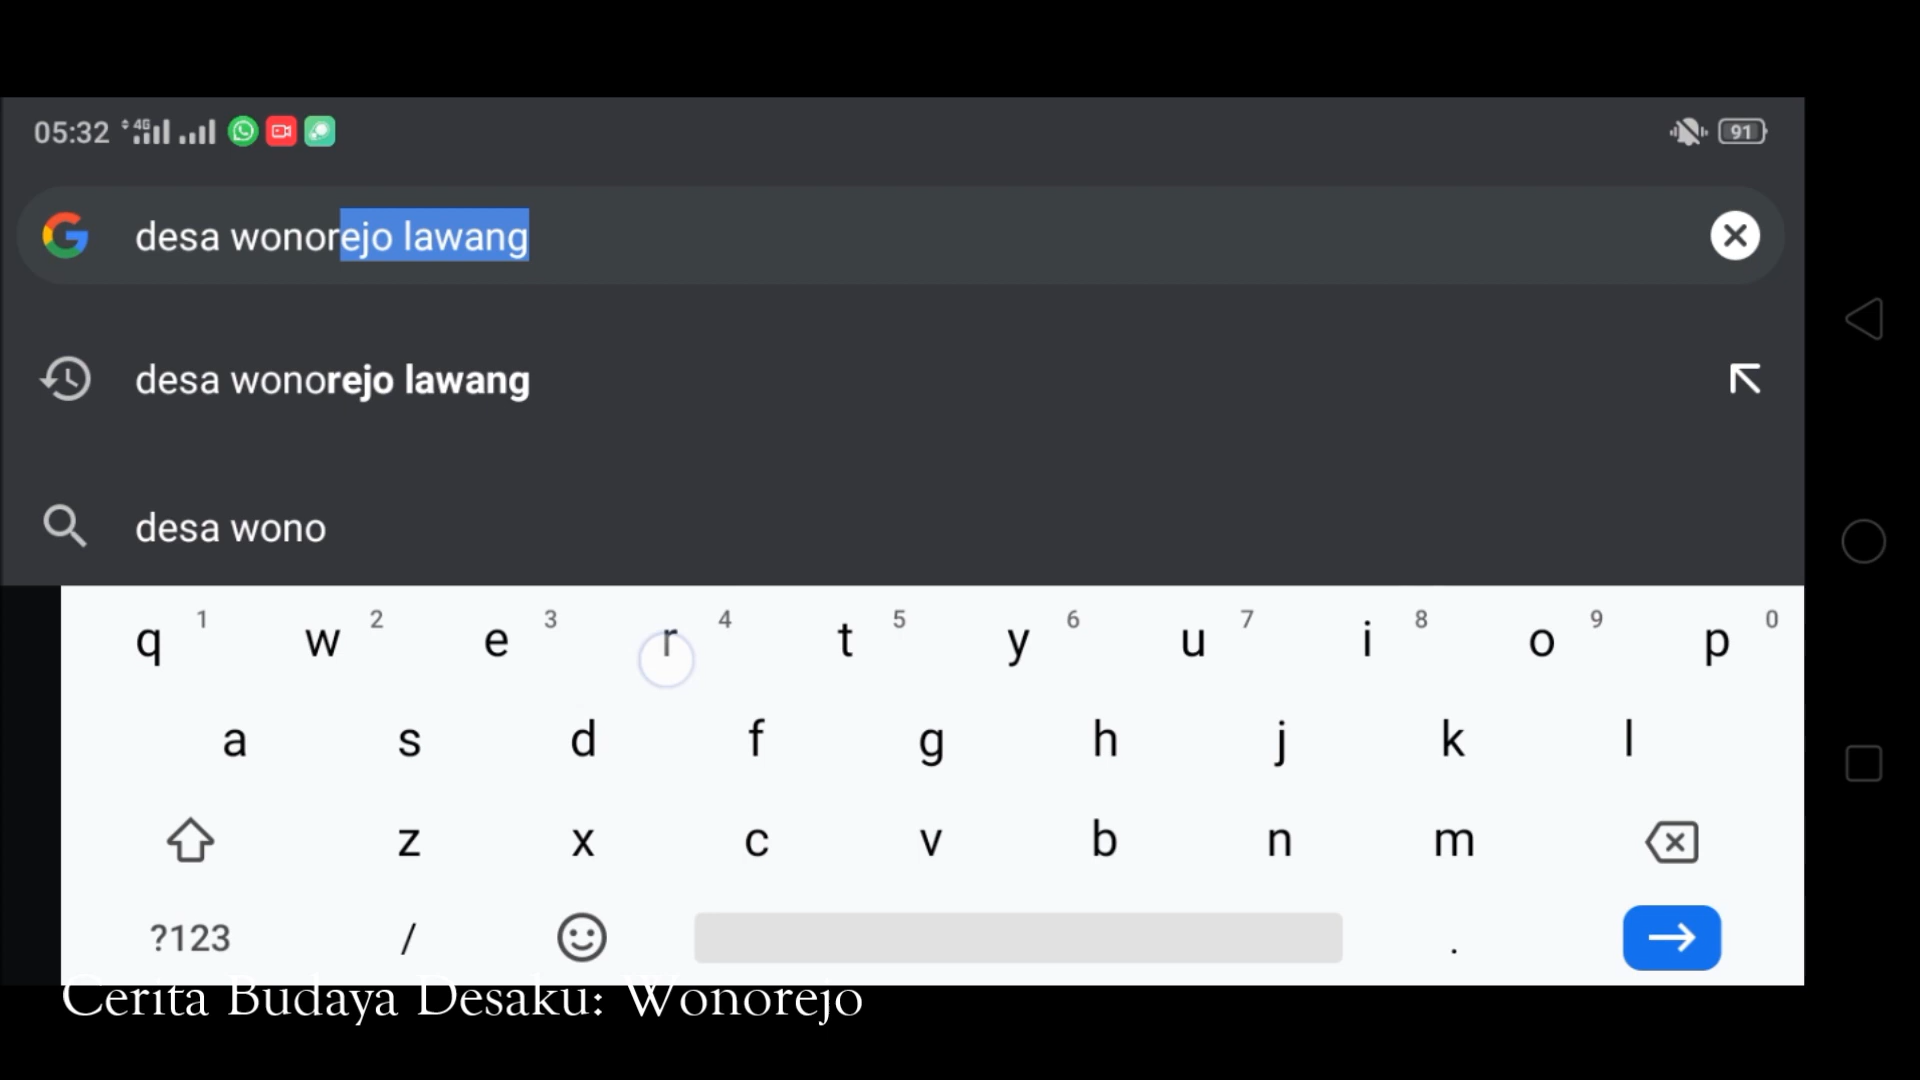 05:32 4G 91
desa wonorejo lawang
desa wonorejo lawang
desa wono
q 1 w 2 e 3 r 4 t 5 y 6 u 7 i 8 o 9 p 0
a s d f g h j k l
z x c v b n m
?123 / .
Cerita Budaya Desaku: Wonorejo